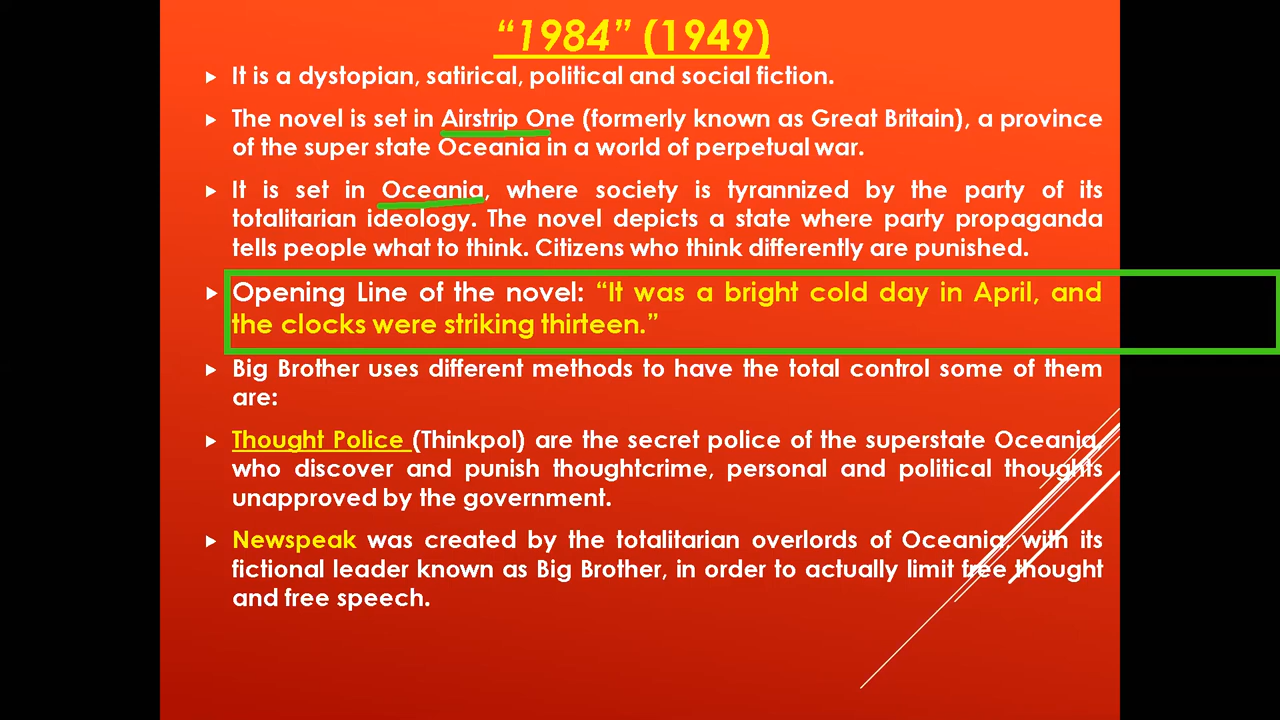 “1984” (1949)
It is a dystopian, satirical, political and social fiction.
The novel is set in Airstrip One (formerly known as Great Britain), a province
of the super state Oceania in a world of perpetual war.
It is set in Oceania, where society is tyrannized by the party of its
totalitarian ideology. The novel depicts a state where party propaganda
tells people what to think. Citizens who think differently are punished.
Opening Line of the novel: “It was a bright cold day in April, and
the clocks were striking thirteen.”
Big Brother uses different methods to have the total control some of them
are:
Thought Police (Thinkpol) are the secret police of the superstate Oceania,
who discover and punish thoughtcrime, personal and political thoughts
unapproved by the government.
Newspeak was created by the totalitarian overlords of Oceania, with its
fictional leader known as Big Brother, in order to actually limit free thought
and free speech.